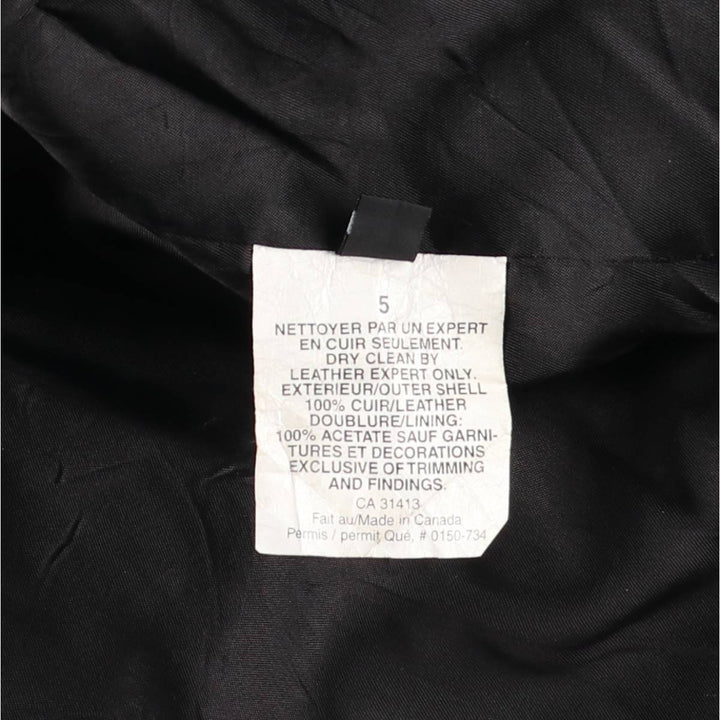 5
NETTOYER PAR UN EXPERT
EN CUIR SEULEMENT.
DRY CLEAN BY
LEATHER EXPERT ONLY.
EXTERIEUR/OUTER SHELL
100% CUIR/LEATHER
DOUBLURE/LINING:
100% ACETATE SAUF GARNI-
TURES ET DECORATIONS
EXCLUSIVE OF TRIMMING
AND FINDINGS.
CA 31413
Fait au/Made in Canada
Permis / permit Qué, # 0150-734